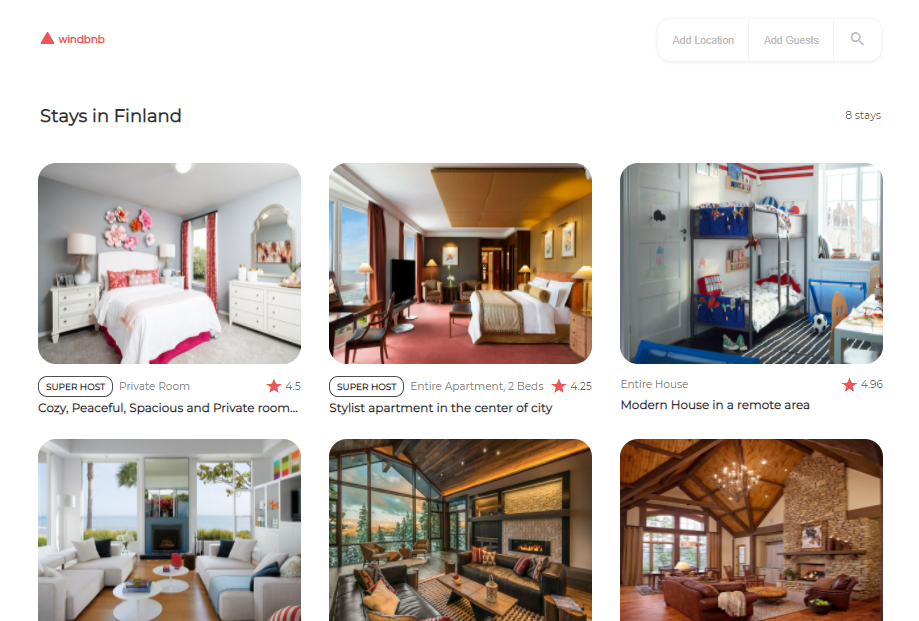 windbnb
Add Location
Add Guests
Stays in Finland
8 stays
SUPER HOST Private Room 4.5
Cozy, Peaceful, Spacious and Private room...
SUPER HOST Entire Apartment, 2 Beds 4.25
Stylist apartment in the center of city
Entire House 4.96
Modern House in a remote area